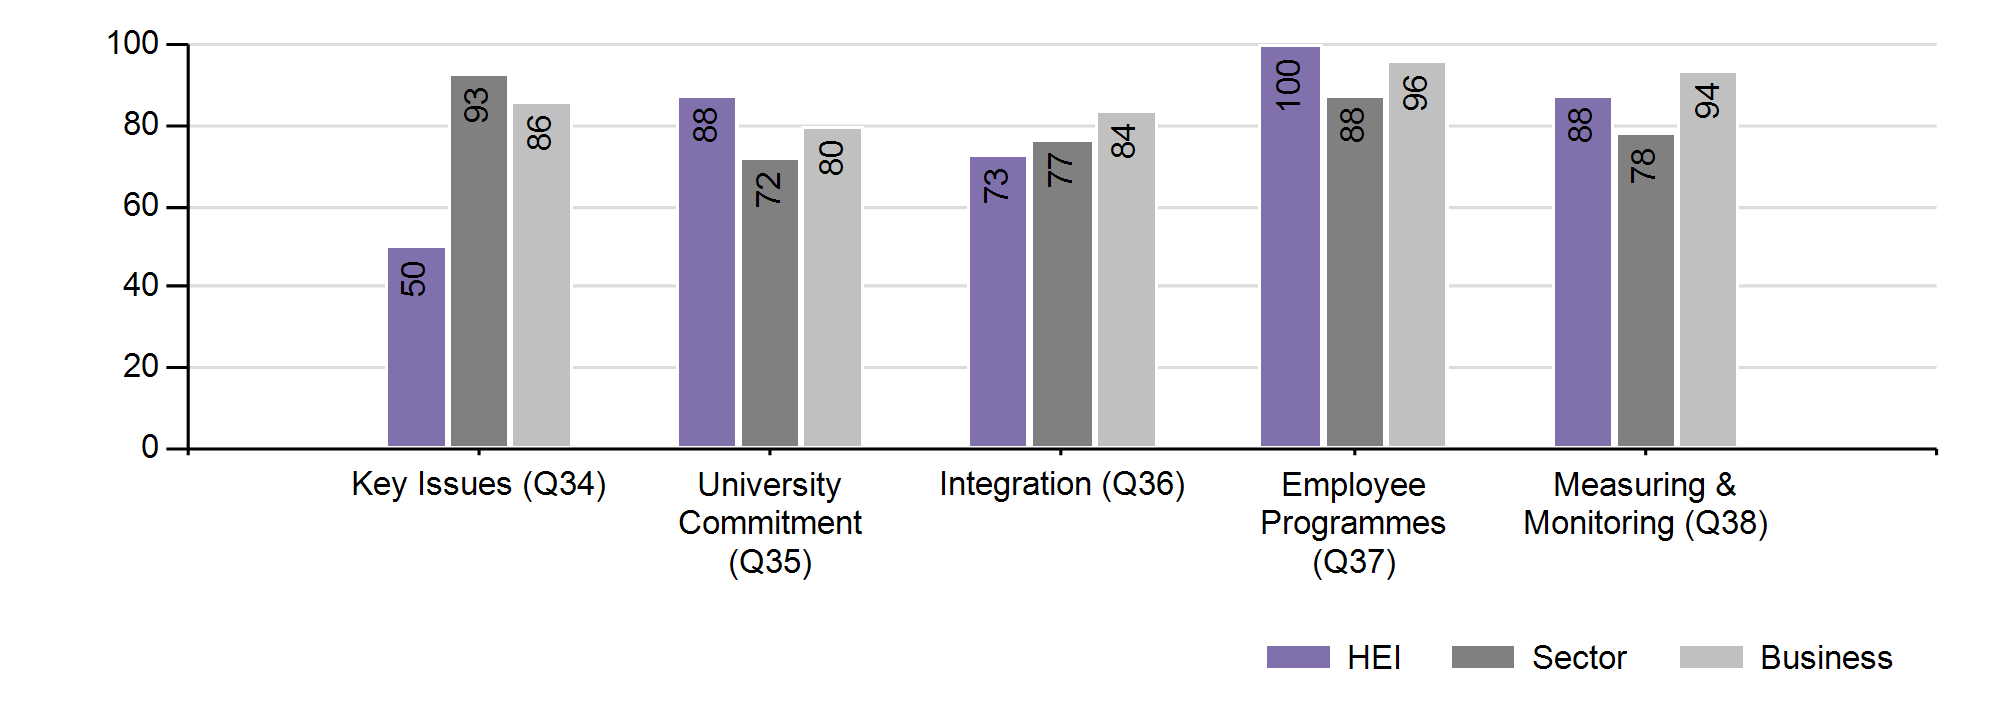 100
80
60
40
20
0
50
93
86
88
72
80
73
77
84
100
88
96
88
78
94
Key Issues (Q34)
University
Commitment
(Q35)
Integration (Q36)
Employee
Programmes
(Q37)
Measuring &
Monitoring (Q38)
HEI
Sector
Business